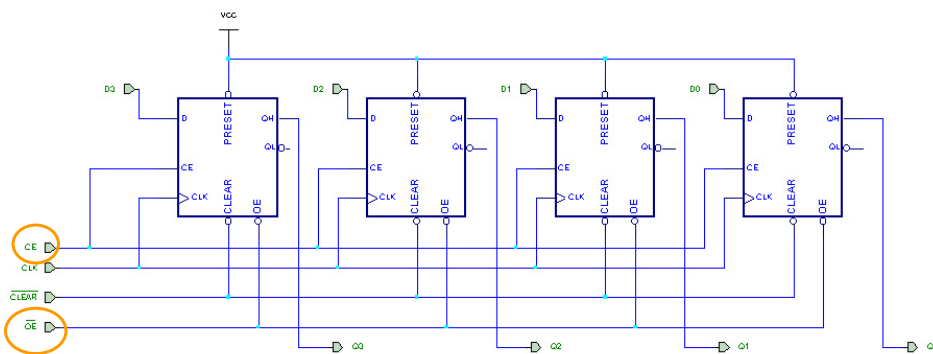 VCC
D3 D2 D1 D0
D PRESET QH D PRESET QH D PRESET QH D PRESET QH
QL QL QL QL
CE CE CE CE
CLK CLEAR OE CLK CLEAR OE CLK CLEAR OE CLK CLEAR OE
CE
CLK
CLEAR
OE
Q3 Q2 Q1 Q